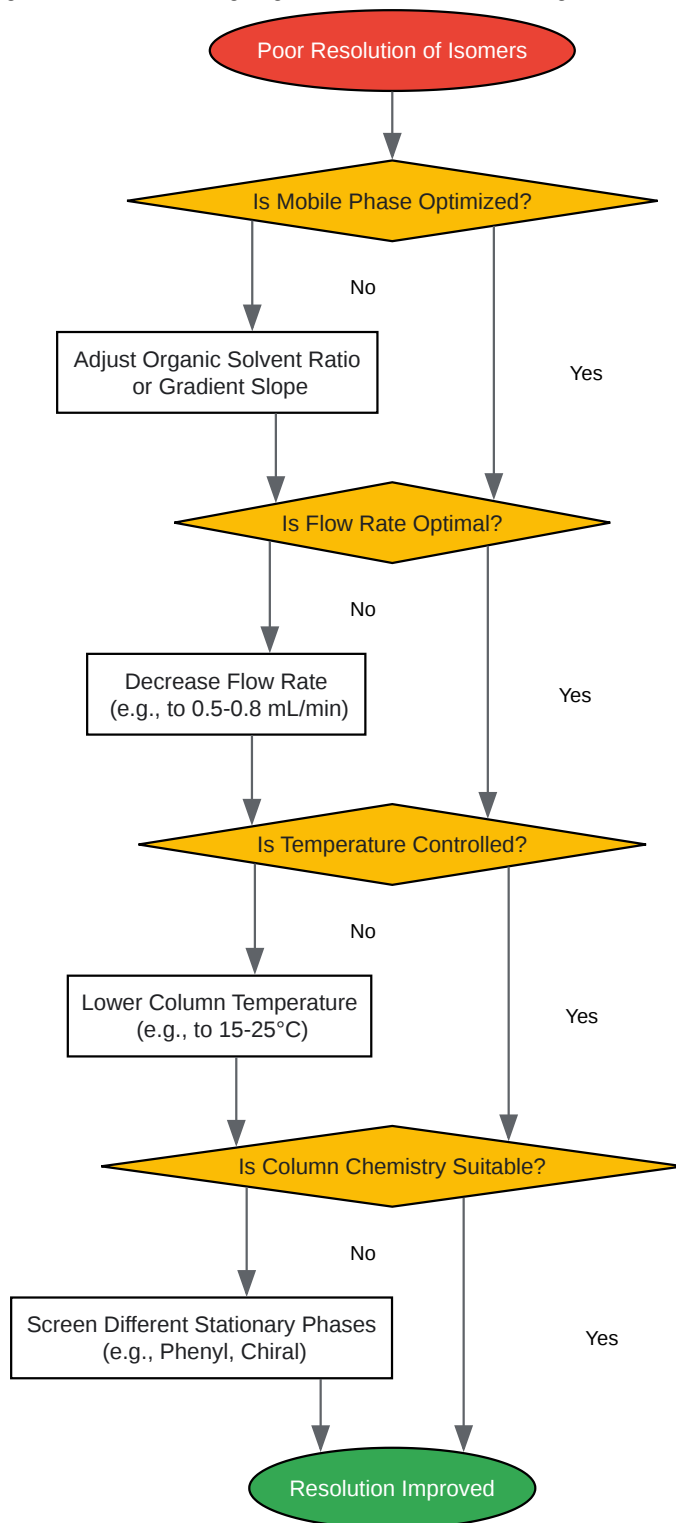 Poor Resolution of Isomers
Is Mobile Phase Optimized?
No
Adjust Organic Solvent Ratio
or Gradient Slope
Yes
Is Flow Rate Optimal?
No
Decrease Flow Rate
(e.g., to 0.5-0.8 mL/min)
Yes
Is Temperature Controlled?
No
Lower Column Temperature
(e.g., to 15-25°C)
Yes
Is Column Chemistry Suitable?
No
Screen Different Stationary Phases
(e.g., Phenyl, Chiral)
Yes
Resolution Improved